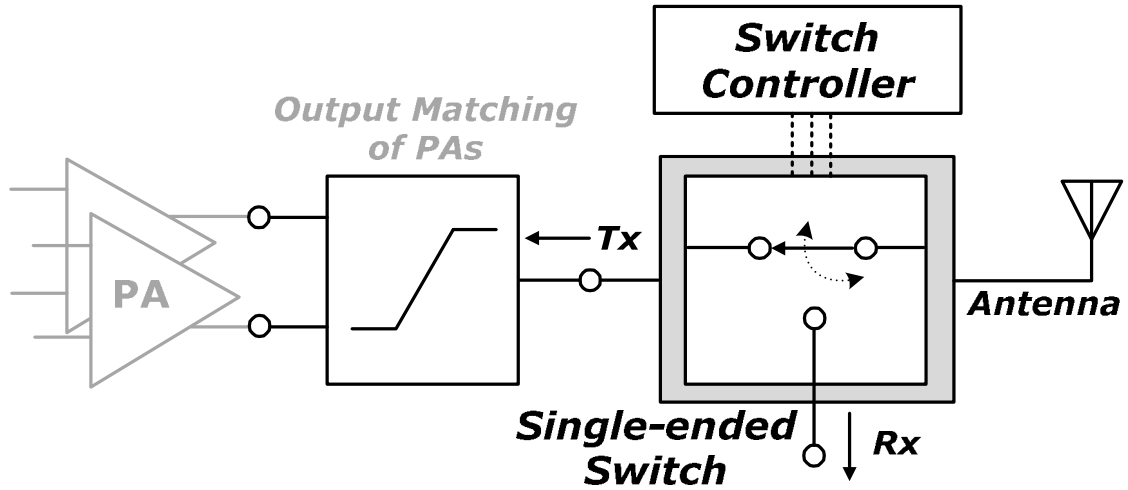 Switch
Controller
Output Matching
of PAs
Tx
PA
Antenna
Single-ended
Switch
Rx